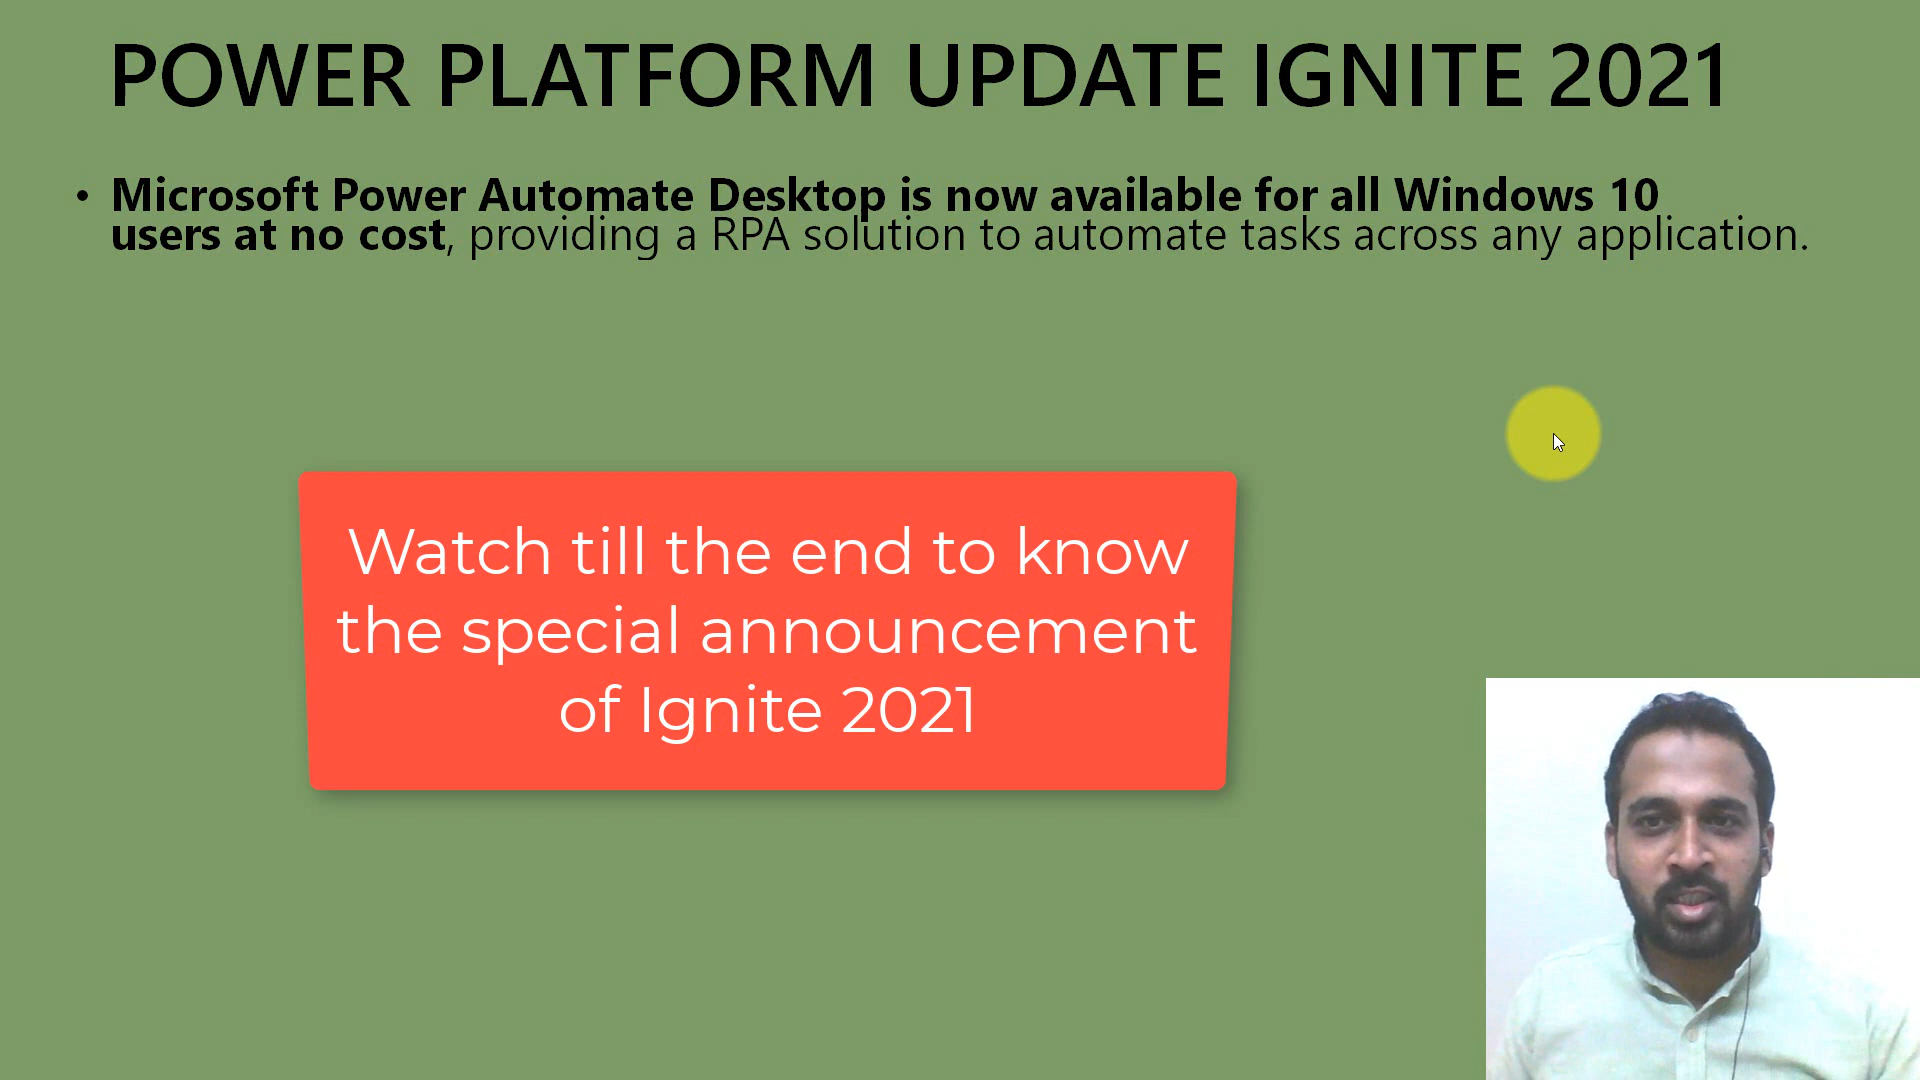 POWER PLATFORM UPDATE IGNITE 2021
• Microsoft Power Automate Desktop is now available for all Windows 10
users at no cost, providing a RPA solution to automate tasks across any application.
Watch till the end to know
the special announcement
of Ignite 2021